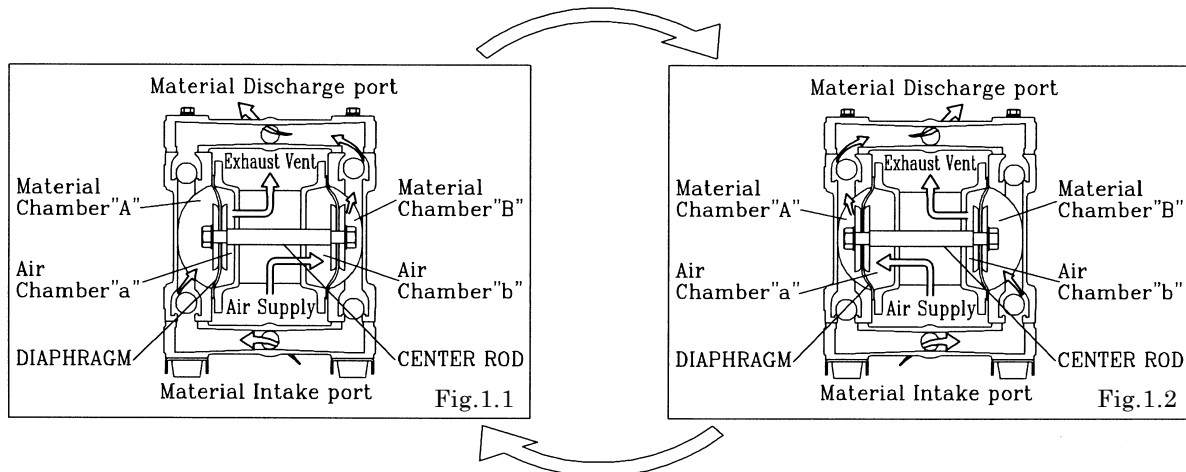 Material Discharge port
Exhaust Vent
Material
Chamber"A"
Material
Chamber"B"
Air
Chamber"a"
Air
Chamber"b"
Air Supply
DIAPHRAGM
CENTER ROD
Material Intake port
Fig.1.1
Material Discharge port
Exhaust Vent
Material
Chamber"A"
Material
Chamber"B"
Air
Chamber"a"
Air
Chamber"b"
Air Supply
DIAPHRAGM
CENTER ROD
Material Intake port
Fig.1.2